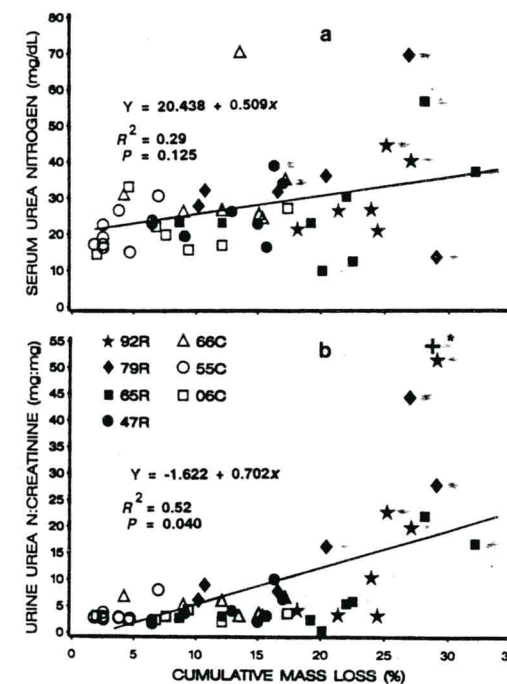 80
a
70
60
Y = 20.438 + 0.509x
50
R² = 0.29
40
P = 0.125
30
20
10
0
SERUM UREA NITROGEN (mg/dL)
55
b
50
★ 92R △ 66C
45
♦ 79R ○ 55C
40
■ 65R □ 06C
35
● 47R
30
Y = -1.622 + 0.702x
25
R² = 0.52
20
P = 0.040
15
10
5
0
URINE UREA N:CREATININE (mg:mg)
0 5 10 15 20 25 30
CUMULATIVE MASS LOSS (%)